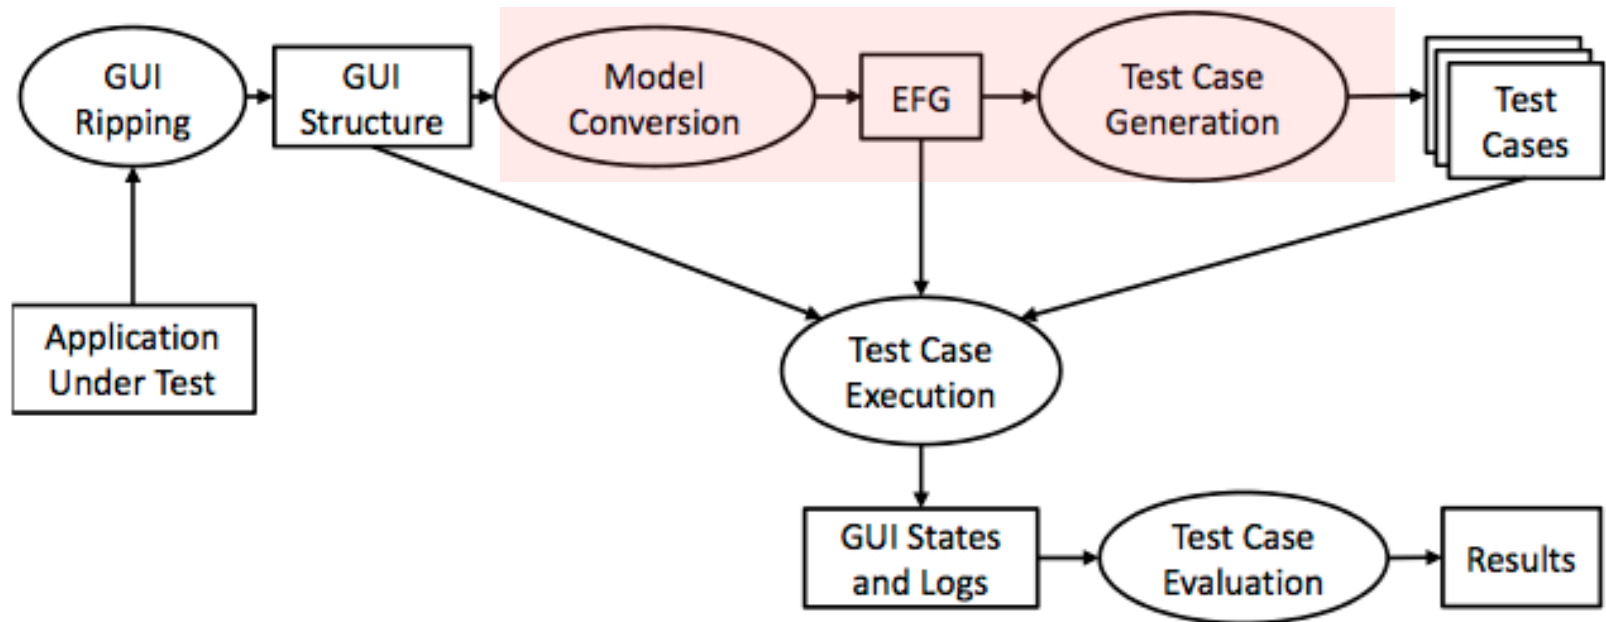 GUI
Ripping
GUI
Structure
Model
Conversion
EFG
Test Case
Generation
Test
Cases
Application
Under Test
Test Case
Execution
GUI States
and Logs
Test Case
Evaluation
Results